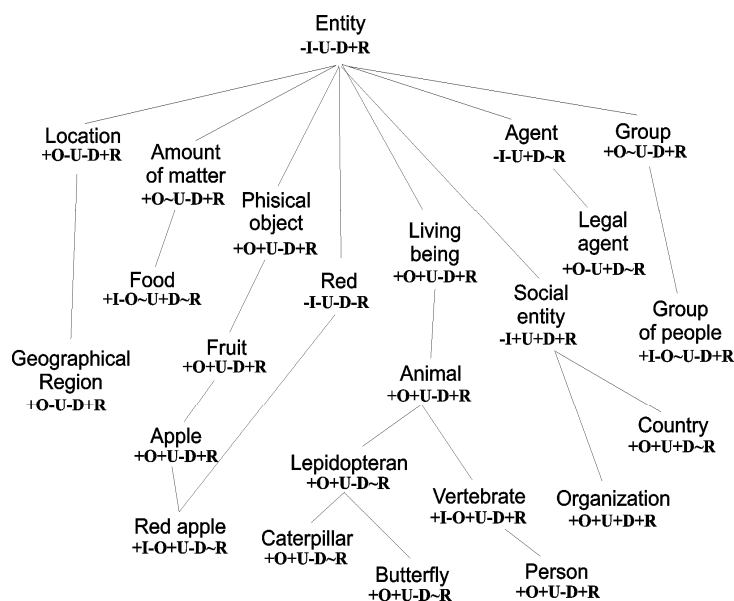 Entity
-I-U-D+R
Location
+O-U-D+R
Amount
of matter
+O~U-D+R
Phisical
object
+O+U-D+R
Red
-I-U-D-R
Living
being
+O+U-D+R
Agent
-I-U+D~R
Group
+O~U-D+R
Food
+I-O~U+D~R
Legal
agent
+O-U+D~R
Social
entity
-I+U+D+R
Group
of people
+I-O~U-D+R
Geographical
Region
+O-U-D+R
Fruit
+O+U-D+R
Animal
+O+U-D+R
Apple
+O+U-D+R
Country
+O+U+D~R
Lepidopteran
+O+U-D~R
Vertebrate
+I-O+U-D+R
Organization
+O+U+D+R
Red apple
+I-O+U-D~R
Caterpillar
+O+U-D~R
Butterfly
+O+U-D~R
Person
+O+U-D+R